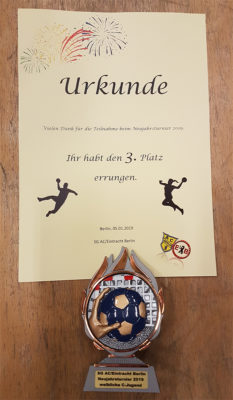 Urkunde
Vielen Dank für die Teilnahme beim Neujahrsturnier 2019.
Ihr habt den 3. Platz
errungen.
Berlin, 05.01.2019
SG AC/Eintracht Berlin
SG AC/Eintracht Berlin
Neujahrsturnier 2019
weibliche C-Jugend